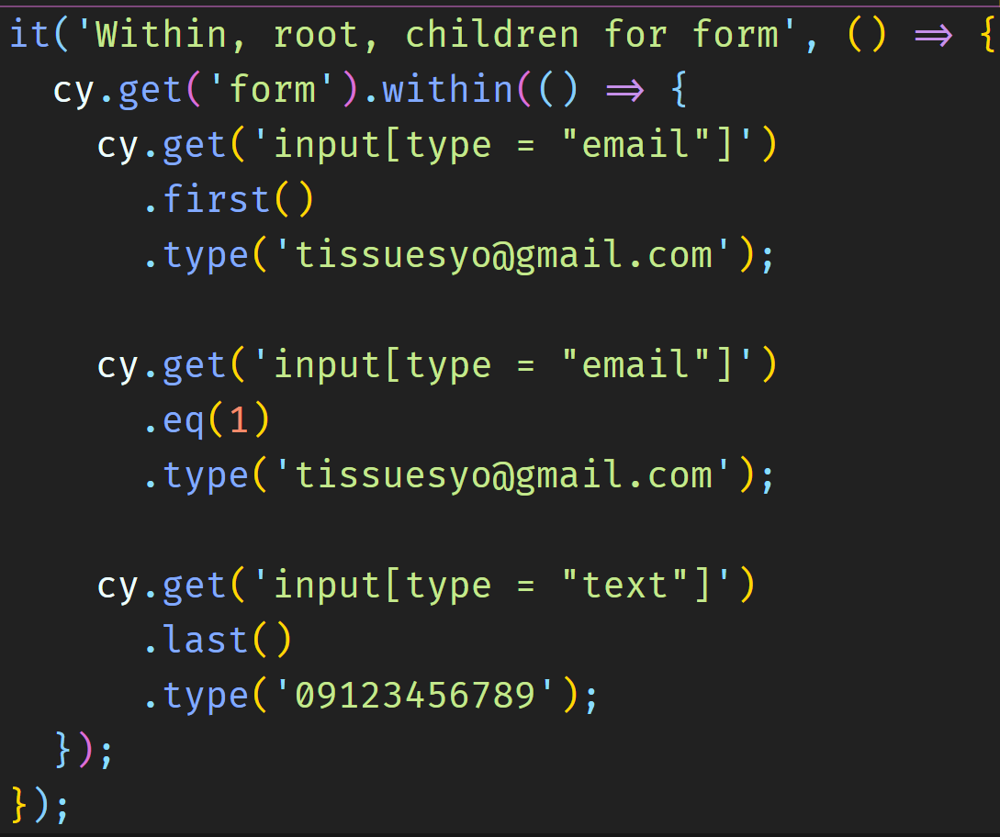 it('Within, root, children for form', () => {
  cy.get('form').within(() => {
    cy.get('input[type = "email"]')
      .first()
      .type('tissuesyo@gmail.com');

    cy.get('input[type = "email"]')
      .eq(1)
      .type('tissuesyo@gmail.com');

    cy.get('input[type = "text"]')
      .last()
      .type('09123456789');
  });
});